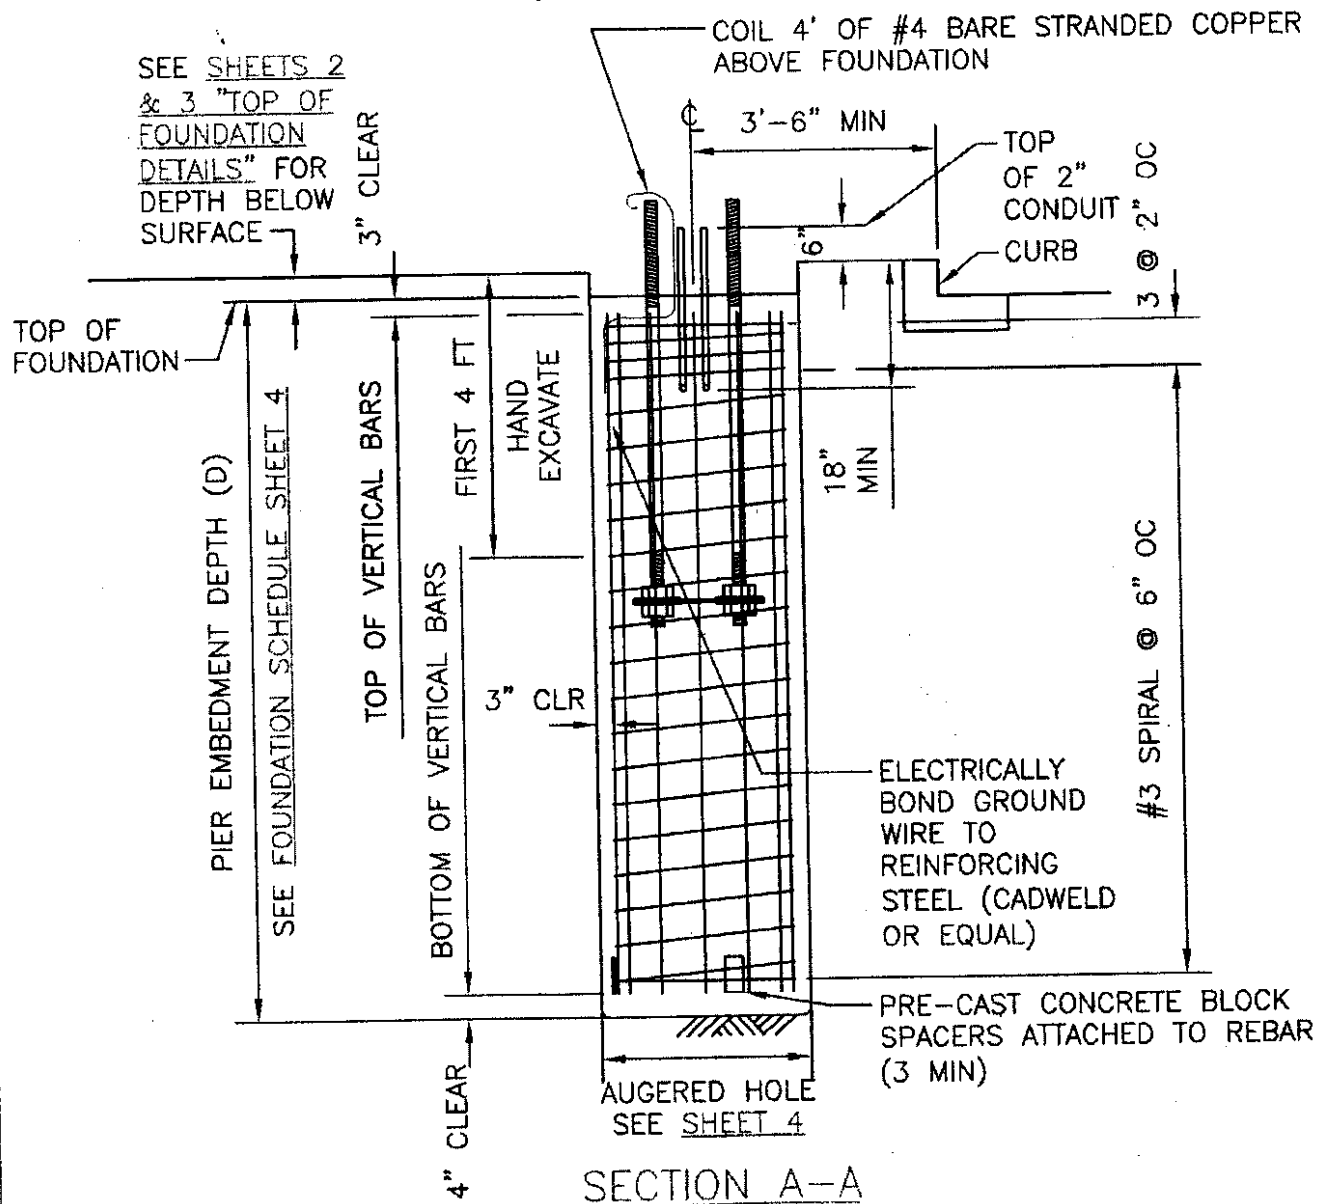 COIL 4' OF #4 BARE STRANDED COPPER
ABOVE FOUNDATION
SEE SHEETS 2
& 3 "TOP OF
FOUNDATION
DETAILS" FOR
DEPTH BELOW
SURFACE
3" CLEAR
℄
3'-6" MIN
TOP
OF 2"
CONDUIT
CURB
6"
3 @ 2" OC
TOP OF
FOUNDATION
PIER EMBEDMENT DEPTH (D)
SEE FOUNDATION SCHEDULE SHEET 4
TOP OF VERTICAL BARS
FIRST 4 FT
HAND
EXCAVATE
18"
MIN
BOTTOM OF VERTICAL BARS
3" CLR
#3 SPIRAL @ 6" OC
ELECTRICALLY
BOND GROUND
WIRE TO
REINFORCING
STEEL (CADWELD
OR EQUAL)
PRE-CAST CONCRETE BLOCK
SPACERS ATTACHED TO REBAR
(3 MIN)
4" CLEAR
AUGERED HOLE
SEE SHEET 4
SECTION A-A